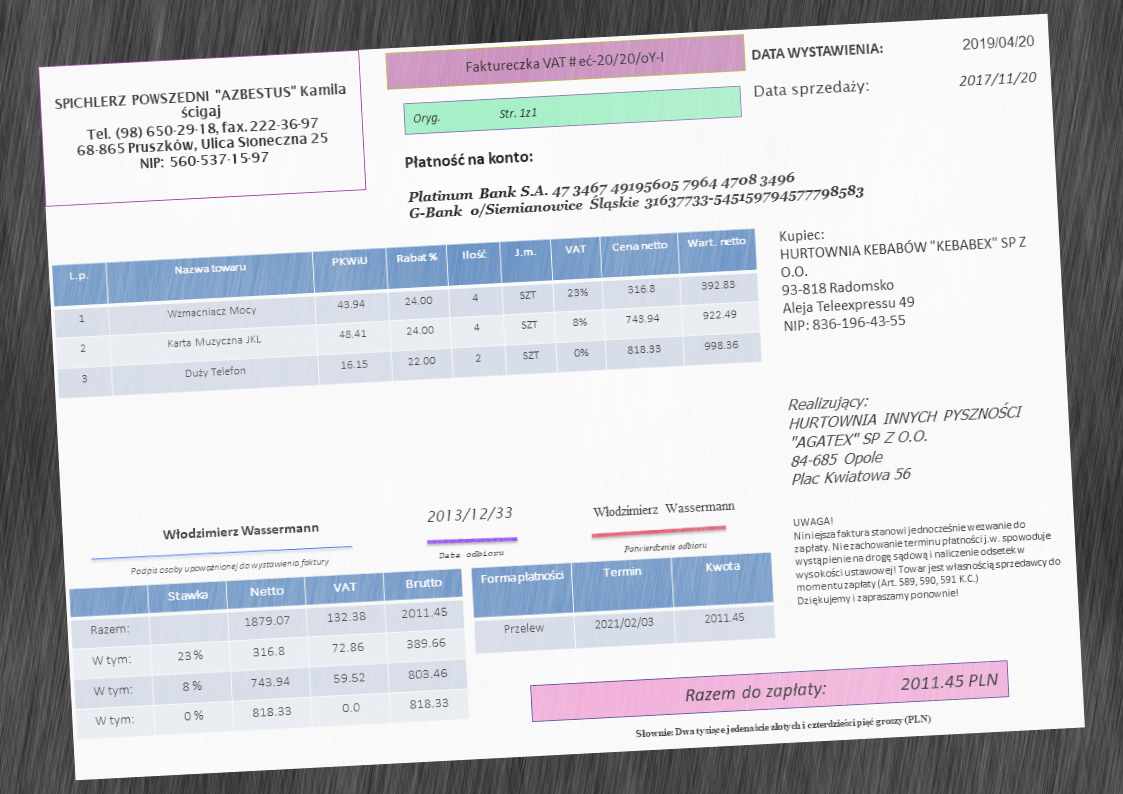 SPICHLERZ POWSZEDNI "AZBESTUS" Kamila
ścigaj
Tel. (98) 650-29-18, fax. 222-36-97
68-865 Pruszków, Ulica Słoneczna 25
NIP: 560-537-15-97
Faktureczka VAT # eć-20/20/oY-I
Oryg. Str. 1z1
DATA WYSTAWIENIA: 2019/04/20
Data sprzedaży: 2017/11/20
Płatność na konto:
Platinum Bank S.A. 47 3467 49195605 7964 4708 3496
G-Bank o/Siemianowice Śląskie 31637733-545159794577798583
Kupiec:
HURTOWNIA KEBABÓW "KEBABEX" SP Z
O.O.
93-818 Radomsko
Aleja Teleexpressu 49
NIP: 836-196-43-55
L.p. Nazwa towaru PKWiU Rabat % Ilość J.m. VAT Cena netto Wart. netto
1 Wzmacniacz Mocy 43.94 24.00 4 SZT 23% 316.8 392.83
2 Karta Muzyczna JKL 48.41 24.00 4 SZT 8% 743.94 922.49
3 Duży Telefon 16.15 22.00 2 SZT 0% 818.33 998.36
Realizujący:
HURTOWNIA INNYCH PYSZNOŚCI
"AGATEX" SP Z O.O.
84-685 Opole
Plac Kwiatowa 56
Włodzimierz Wassermann
Podpis osoby upoważnionej do wystawienia faktury
2013/12/33
Data odbioru
Włodzimierz Wassermann
Potwierdzenie odbioru
UWAGA!
Niniejsza faktura stanowi jednocześnie wezwanie do
zapłaty. Nie zachowanie terminu płatności j.w. spowoduje
wystąpienie na drogę sądową i naliczenie odsetek w
wysokości ustawowej! Towar jest własnością sprzedawcy do
momentu zapłaty (Art. 589, 590, 591 K.C.)
Dziękujemy i zapraszamy ponownie!
Stawka Netto VAT Brutto
Razem: 1879.07 132.38 2011.45
W tym: 23 % 316.8 72.86 389.66
W tym: 8 % 743.94 59.52 803.46
W tym: 0 % 818.33 0.0 818.33
Forma płatności Termin Kwota
Przelew 2021/02/03 2011.45
Razem do zapłaty: 2011.45 PLN
Słownie: Dwa tysiące jedenaście złotych i czterdzieści pięć groszy (PLN)